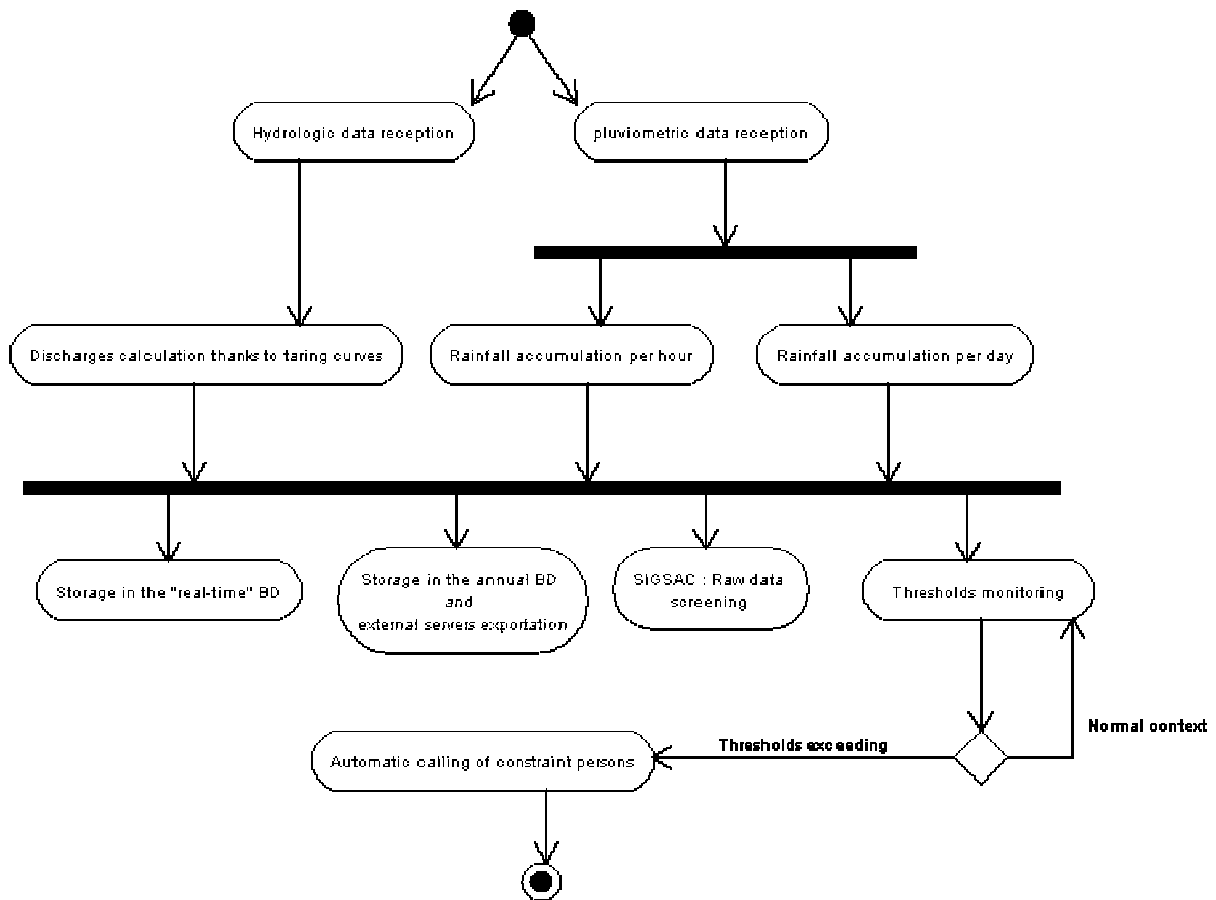 Hydrologic data reception
pluviometric data reception
Discharges calculation thanks to taring curves
Rainfall accumulation per hour
Rainfall accumulation per day
Storage in the "real-time" BD
Storage in the annual BD
and
external servers exportation
SIGSAC : Raw data
screening
Thresholds monitoring
Normal context
Thresholds exceeding
Automatic calling of constraint persons